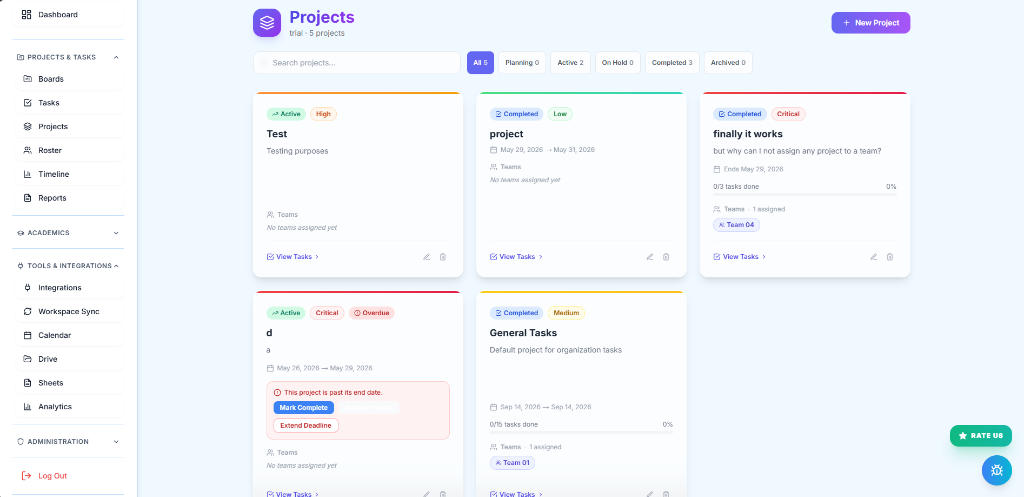 Dashboard
PROJECTS & TASKS
Boards
Tasks
Projects
Roster
Timeline
Reports
ACADEMICS
TOOLS & INTEGRATIONS
Integrations
Workspace Sync
Calendar
Drive
Sheets
Analytics
ADMINISTRATION
Log Out
Projects
trial · 5 projects
New Project
Search projects...
All 5
Planning 0
Active 2
On Hold 0
Completed 3
Archived 0
Active High
Test
Testing purposes
Teams
No teams assigned yet
View Tasks
Completed Low
project
May 29, 2026 → May 31, 2026
Teams
No teams assigned yet
View Tasks
Completed Critical
finally it works
but why can I not assign any project to a team?
Ends May 29, 2026
0/3 tasks done 0%
Teams · 1 assigned
Team 04
View Tasks
Active Critical Overdue
d
a
May 26, 2026 → May 29, 2026
This project is past its end date.
Mark Complete
Extend Deadline
Teams
No teams assigned yet
View Tasks
Completed Medium
General Tasks
Default project for organization tasks
Sep 14, 2026 → Sep 14, 2026
0/15 tasks done 0%
Teams · 1 assigned
Team 01
View Tasks
RATE US